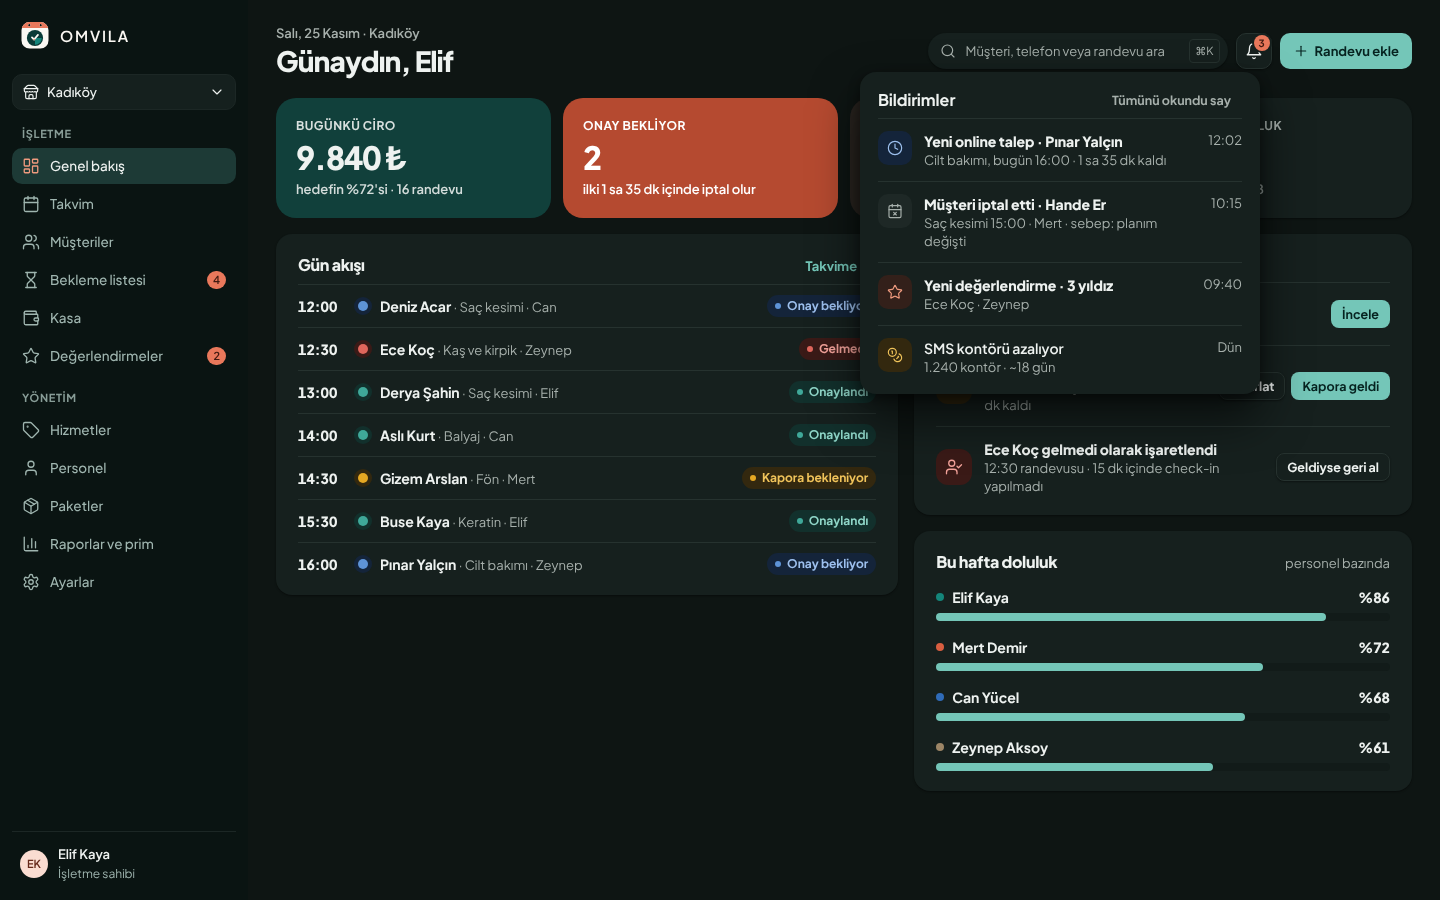 OMVILA
Kadıköy
İŞLETME
Genel bakış
Takvim
Müşteriler
Bekleme listesi 4
Kasa
Değerlendirmeler 2
YÖNETİM
Hizmetler
Personel
Paketler
Raporlar ve prim
Ayarlar
EK
Elif Kaya
İşletme sahibi
Salı, 25 Kasım · Kadıköy
Günaydın, Elif
Müşteri, telefon veya randevu ara ⌘K
3
Randevu ekle
BUGÜNKÜ CİRO
9.840 ₺
hedefin %72'si · 16 randevu
ONAY BEKLİYOR
2
ilki 1 sa 35 dk içinde iptal olur
Bildirimler Tümünü okundu say
Yeni online talep · Pınar Yalçın 12:02
Cilt bakımı, bugün 16:00 · 1 sa 35 dk kaldı
Müşteri iptal etti · Hande Er 10:15
Saç kesimi 15:00 · Mert · sebep: planım
değişti
Yeni değerlendirme · 3 yıldız 09:40
Ece Koç · Zeynep
SMS kontörü azalıyor Dün
1.240 kontör · ~18 gün
Gün akışı Takvime
12:00 Deniz Acar · Saç kesimi · Can Onay bekliyo
12:30 Ece Koç · Kaş ve kirpik · Zeynep Gelmed
13:00 Derya Şahin · Saç kesimi · Elif Onaylandı
14:00 Aslı Kurt · Balyaj · Can Onaylandı
14:30 Gizem Arslan · Fön · Mert Kapora bekleniyor
15:30 Buse Kaya · Keratin · Elif Onaylandı
16:00 Pınar Yalçın · Cilt bakımı · Zeynep Onay bekliyor
İncele
Kapora geldi
dk kaldı
Ece Koç gelmedi olarak işaretlendi
12:30 randevusu · 15 dk içinde check-in
yapılmadı
Geldiyse geri al
Bu hafta doluluk personel bazında
Elif Kaya %86
Mert Demir %72
Can Yücel %68
Zeynep Aksoy %61